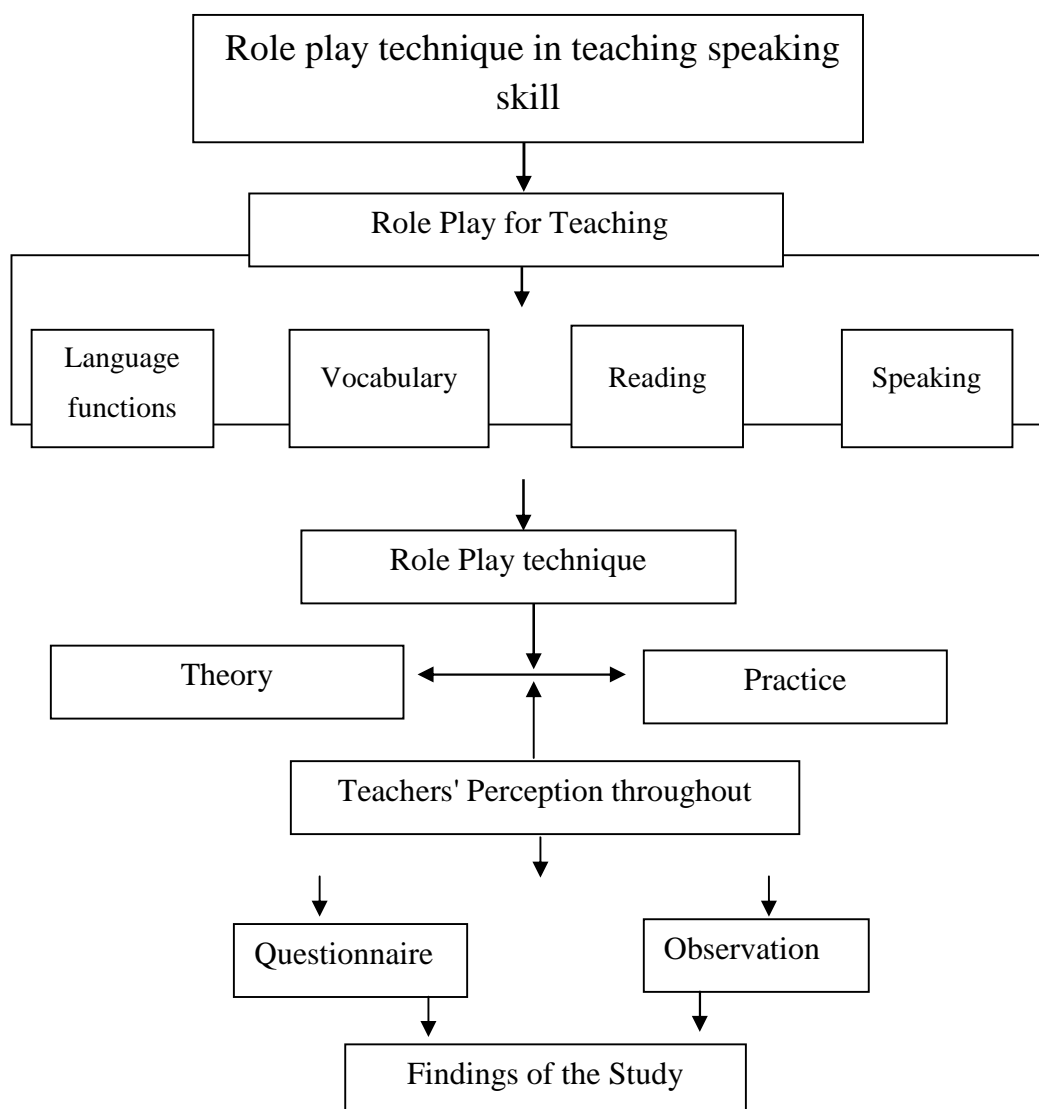 Role play technique in teaching speaking
skill
Role Play for Teaching
Language
functions
Vocabulary
Reading
Speaking
Role Play technique
Theory
Practice
Teachers' Perception throughout
Questionnaire
Observation
Findings of the Study